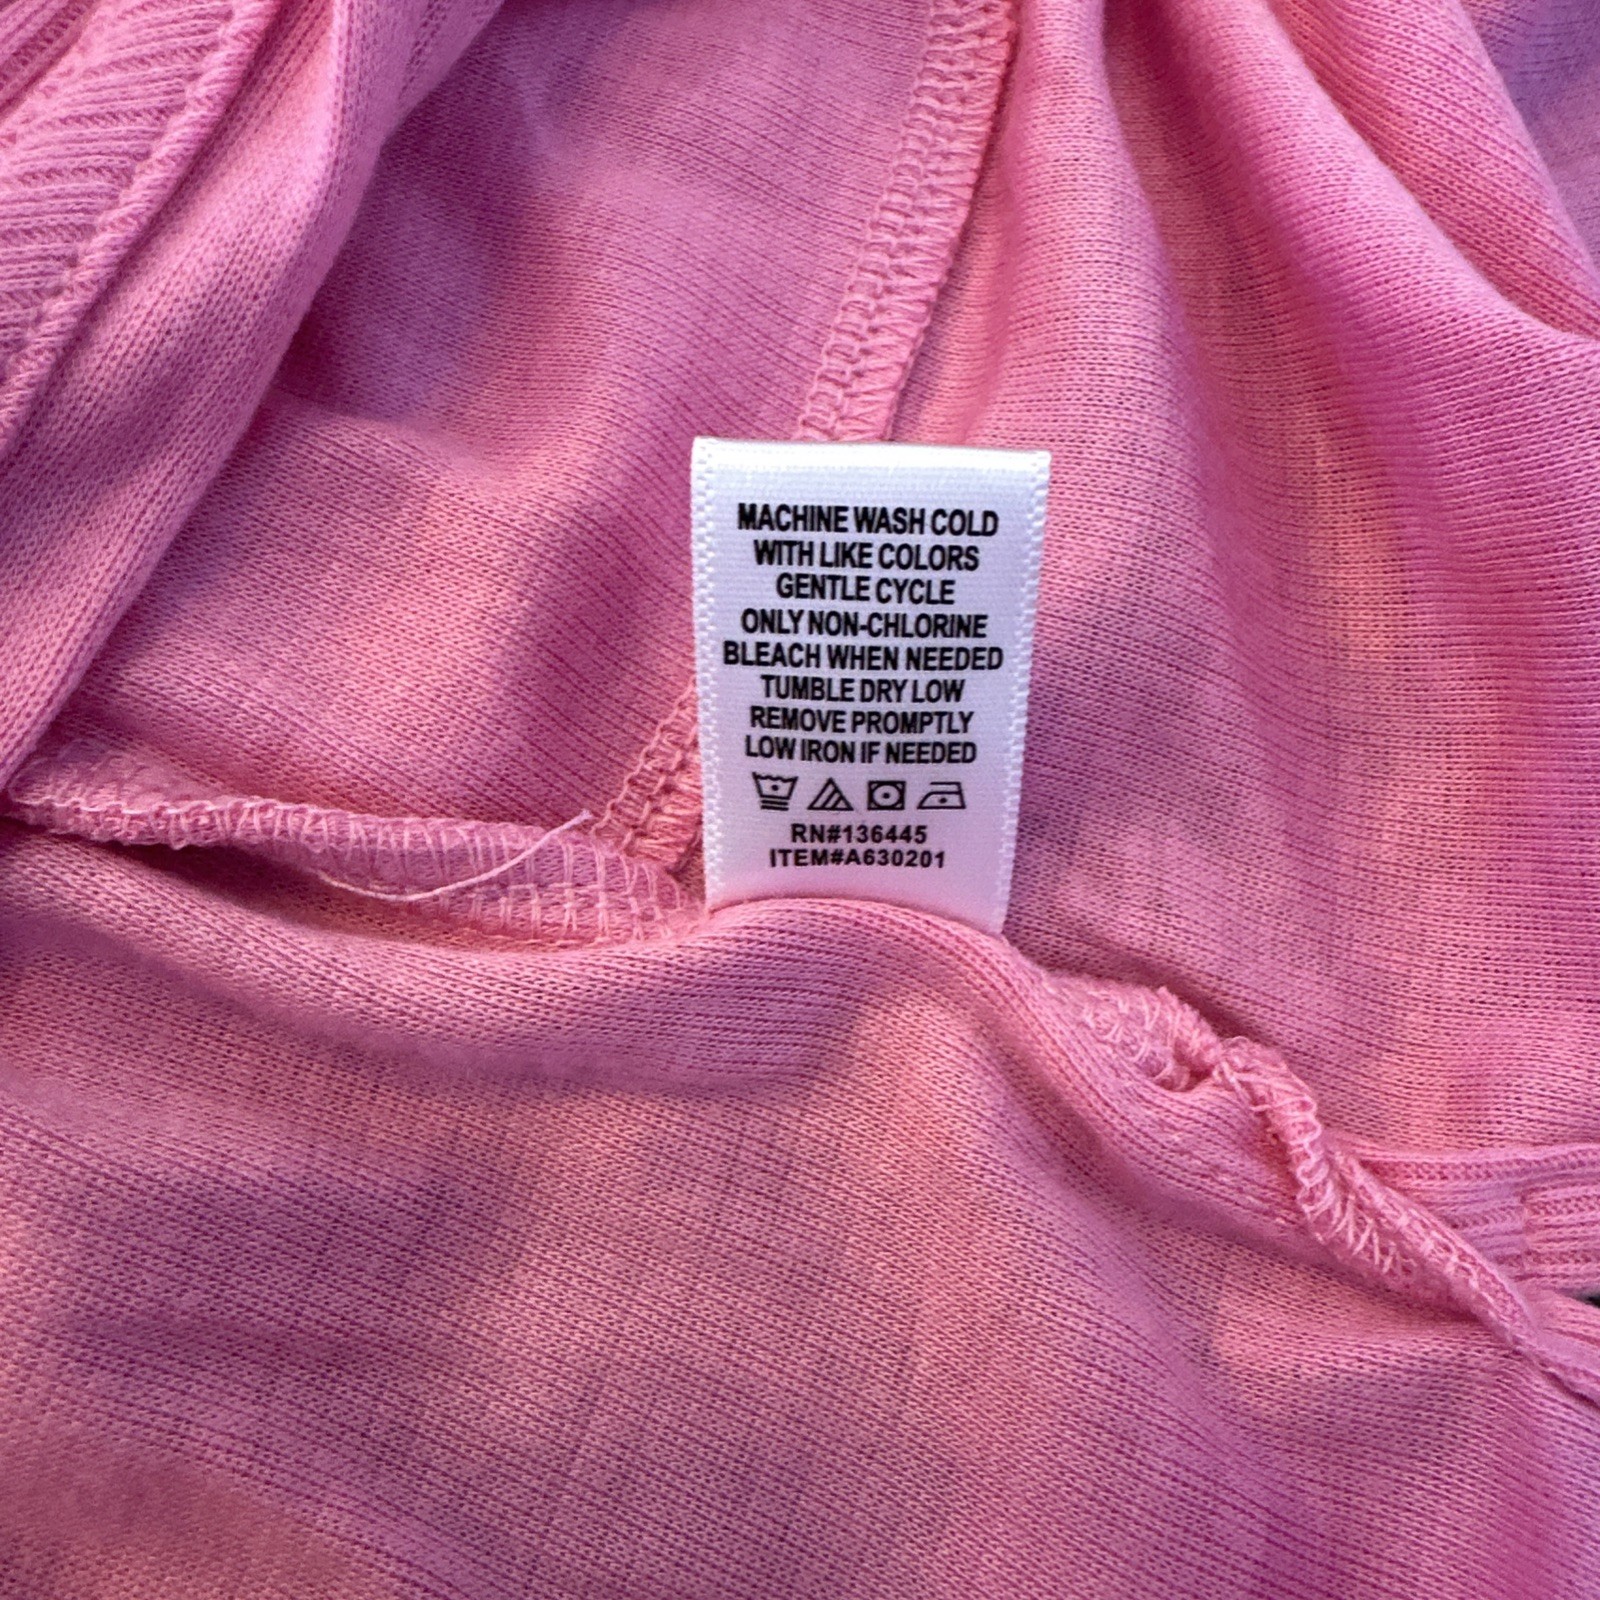 MACHINE WASH COLD
WITH LIKE COLORS
GENTLE CYCLE
ONLY NON-CHLORINE
BLEACH WHEN NEEDED
TUMBLE DRY LOW
REMOVE PROMPTLY
LOW IRON IF NEEDED
RN#136445
ITEM#A630201